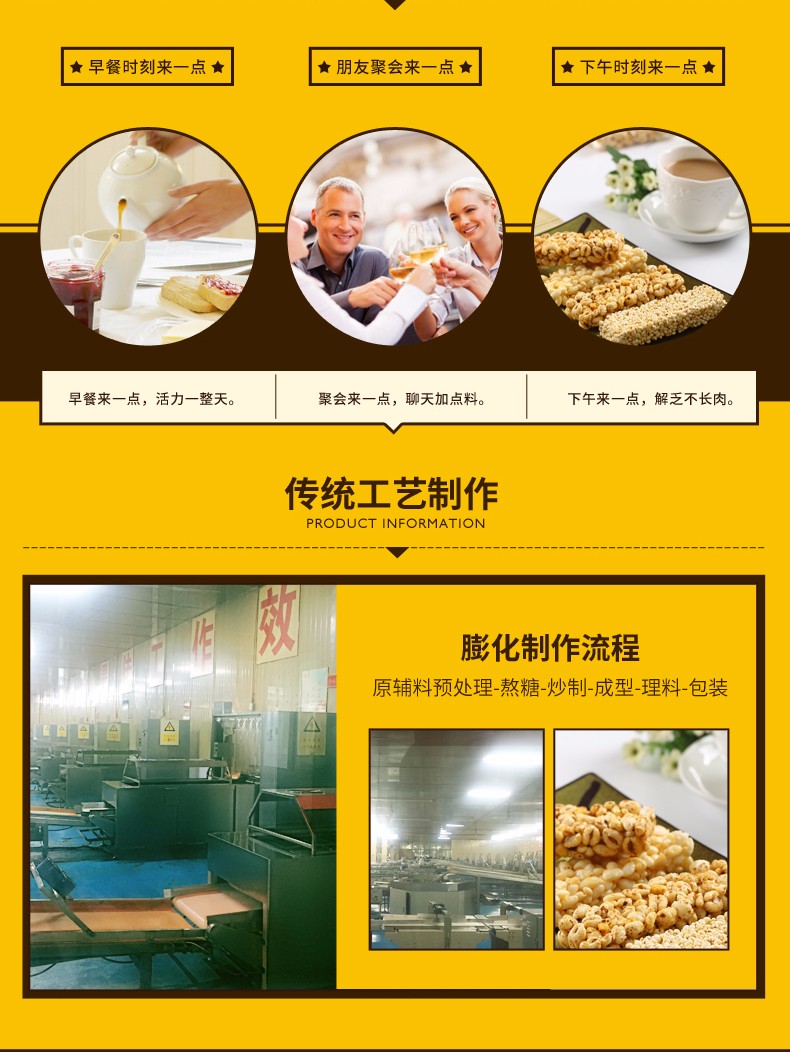 ★ 早餐时刻来一点 ★
★ 朋友聚会来一点 ★
★ 下午时刻来一点 ★
早餐来一点，活力一整天。
聚会来一点，聊天加点料。
下午来一点，解乏不长肉。
传统工艺制作
PRODUCT INFORMATION
膨化制作流程
原辅料预处理-熬糖-炒制-成型-理料-包装
工作效